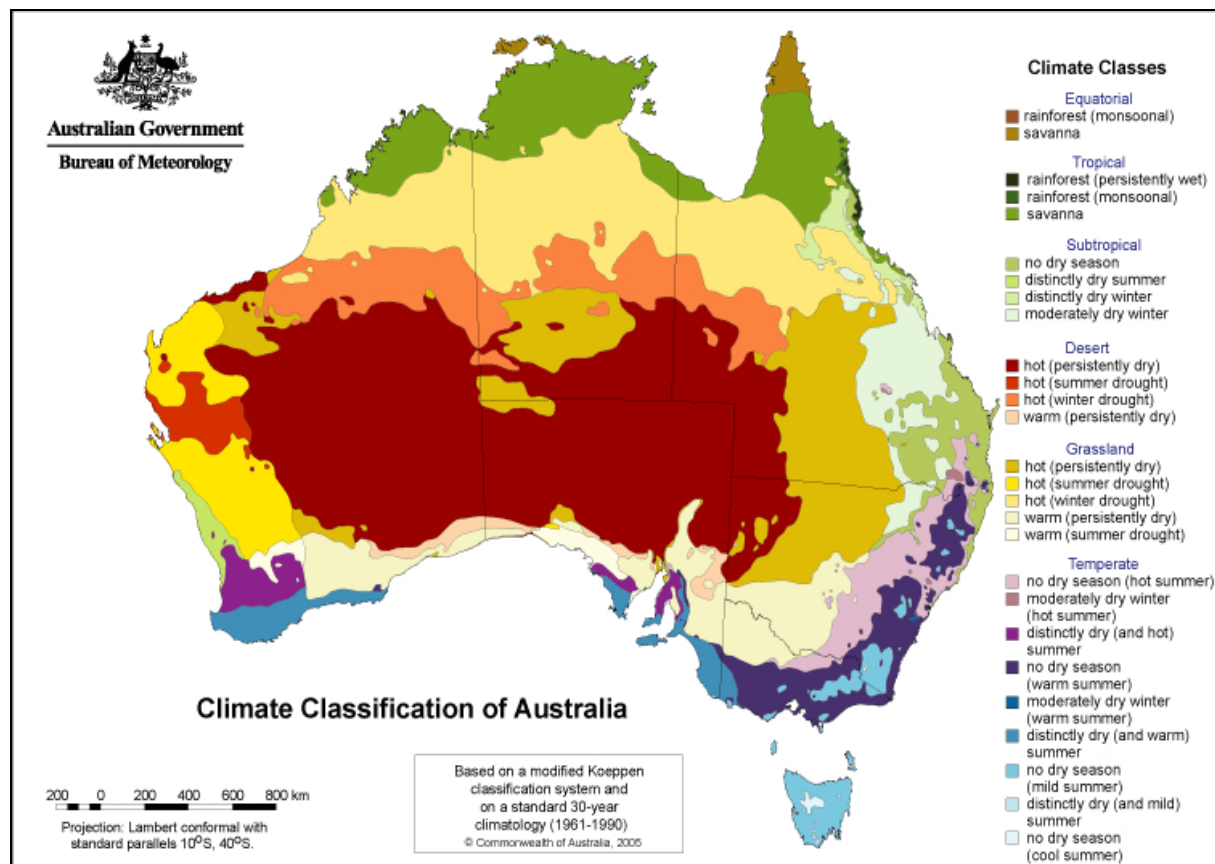 Australian Government
Bureau of Meteorology
Climate Classes
Equatorial
rainforest (monsoonal)
savanna
Tropical
rainforest (persistently wet)
rainforest (monsoonal)
savanna
Subtropical
no dry season
distinctly dry summer
distinctly dry winter
moderately dry winter
Desert
hot (persistently dry)
hot (summer drought)
hot (winter drought)
warm (persistently dry)
Grassland
hot (persistently dry)
hot (summer drought)
hot (winter drought)
warm (persistently dry)
warm (summer drought)
Temperate
no dry season (hot summer)
moderately dry winter
(hot summer)
distinctly dry (and hot)
summer
no dry season
(warm summer)
moderately dry winter
(warm summer)
distinctly dry (and warm)
summer
no dry season
(mild summer)
distinctly dry (and mild)
summer
no dry season
(cool summer)
Climate Classification of Australia
Based on a modified Koeppen
classification system and
on a standard 30-year
climatology (1961-1990)
© Commonwealth of Australia, 2005
200 0 200 400 600 800 km
Projection: Lambert conformal with
standard parallels 10°S, 40°S.